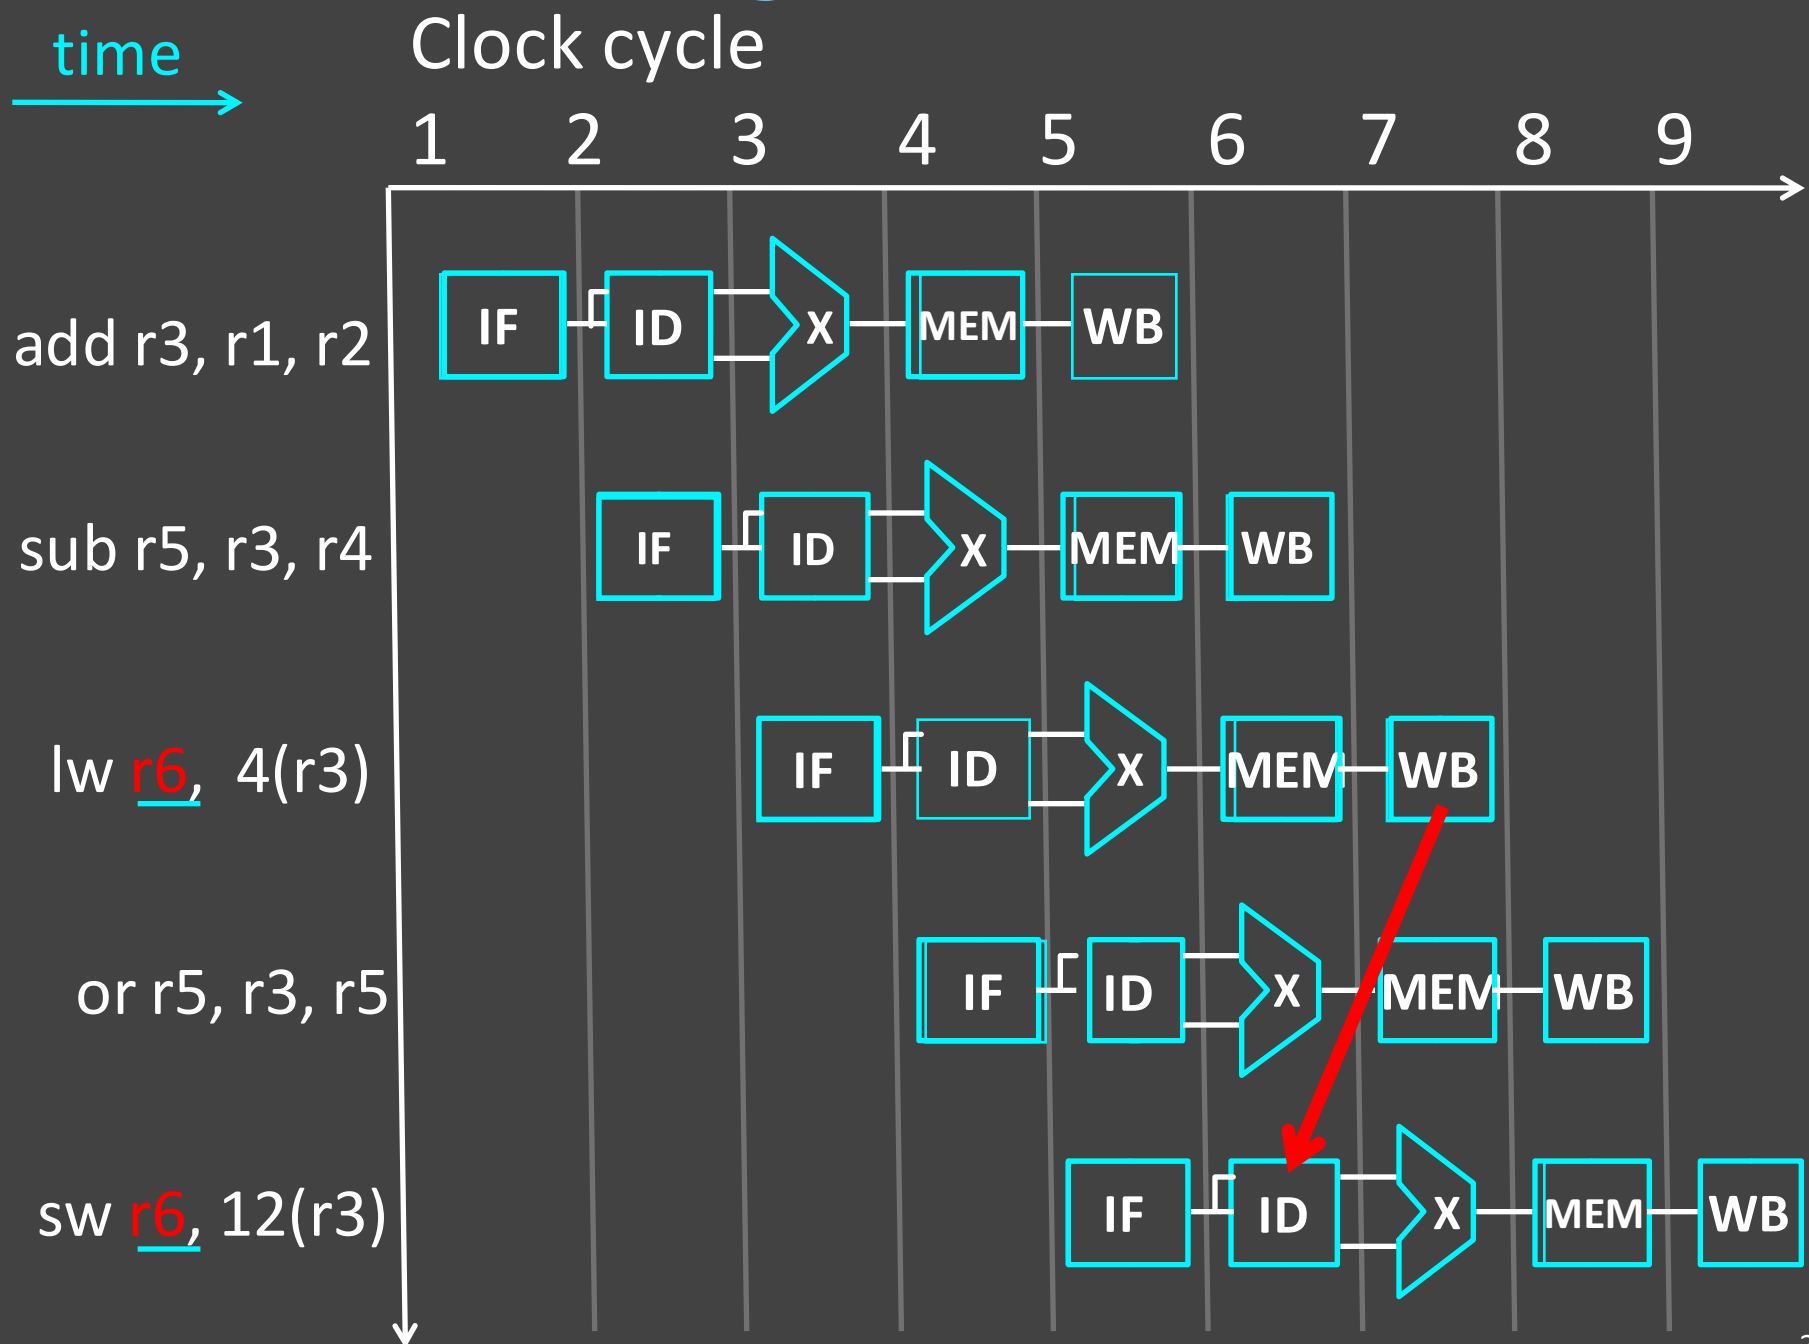 time
Clock cycle
1 2 3 4 5 6 7 8 9
add r3, r1, r2 IF ID X MEM WB
sub r5, r3, r4 IF ID X MEM WB
lw r6, 4(r3) IF ID X MEM WB
or r5, r3, r5 IF ID X MEM WB
sw r6, 12(r3) IF ID X MEM WB